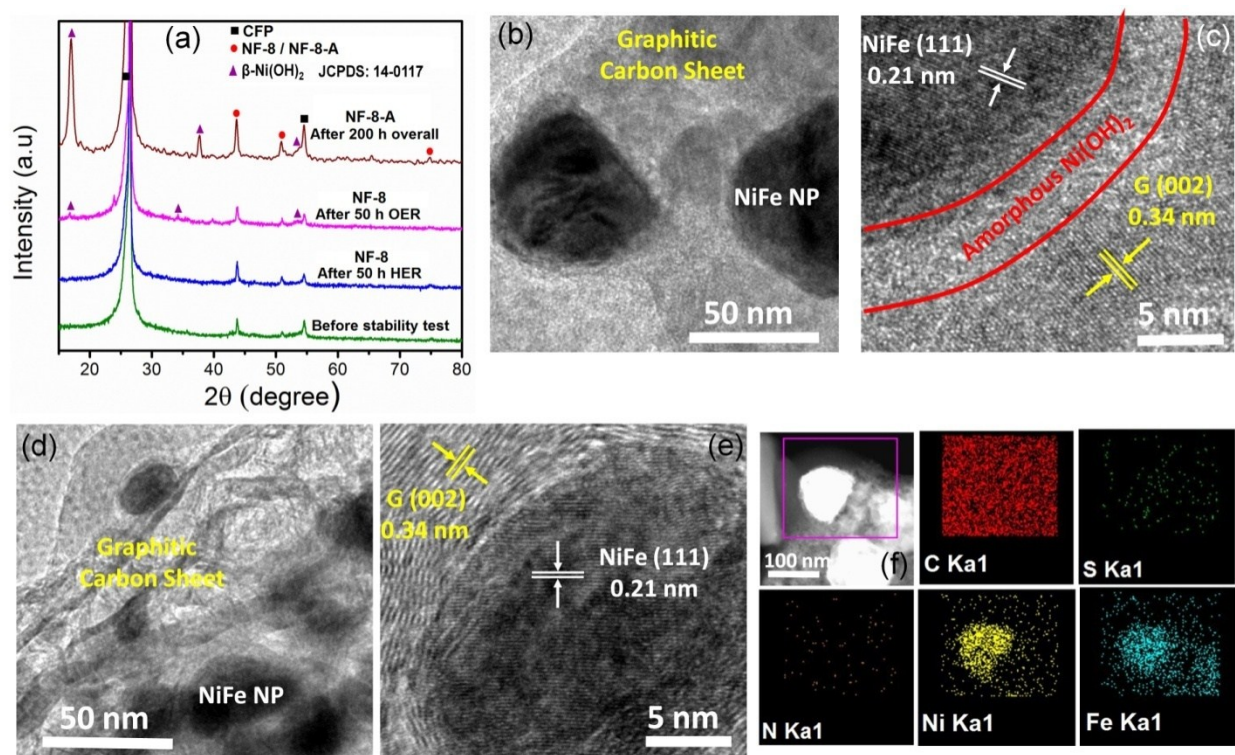 (a)
■ CFP
● NF-8 / NF-8-A
▲ β-Ni(OH)₂ JCPDS: 14-0117
NF-8-A
After 200 h overall
NF-8
After 50 h OER
NF-8
After 50 h HER
Before stability test
Intensity (a.u)
20 30 40 50 60 70 80
2θ (degree)
(b)
Graphitic
Carbon Sheet
NiFe NP
50 nm
(c)
NiFe (111)
0.21 nm
Amorphous Ni(OH)₂
G (002)
0.34 nm
5 nm
(d)
Graphitic
Carbon Sheet
NiFe NP
50 nm
(e)
G (002)
0.34 nm
NiFe (111)
0.21 nm
5 nm
100 nm
(f)
C Ka1
S Ka1
N Ka1
Ni Ka1
Fe Ka1